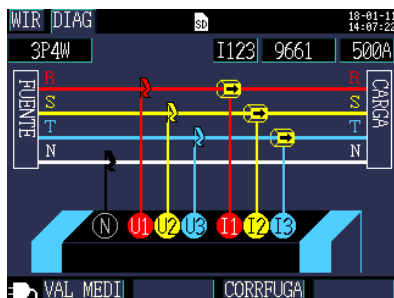 WIR DIAG SD 18-01-11
14:07:22
3P4W I123 9661 500A
FUENTE R R CARGA
S S
T T
N N
N U1 U2 U3 I1 I2 I3
VAL MEDI CORRFUGA